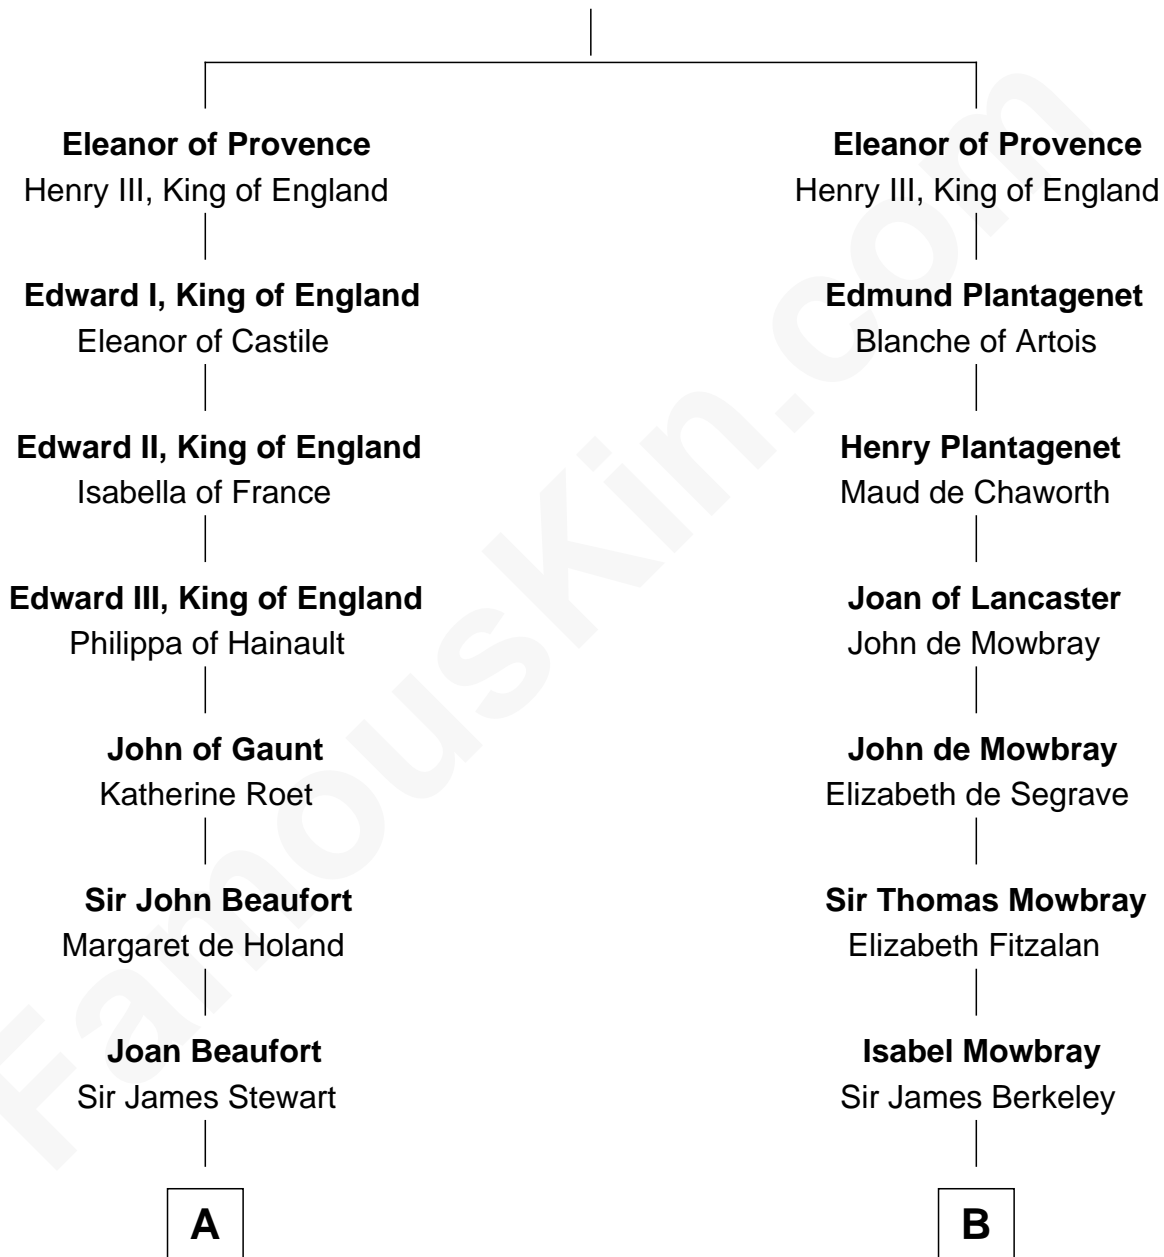 Eleanor of Provence
Henry III, King of England
Edward I, King of England
Eleanor of Castile
Edward II, King of England
Isabella of France
Edward III, King of England
Philippa of Hainault
John of Gaunt
Katherine Roet
Sir John Beaufort
Margaret de Holand
Joan Beaufort
Sir James Stewart
A
Eleanor of Provence
Henry III, King of England
Edmund Plantagenet
Blanche of Artois
Henry Plantagenet
Maud de Chaworth
Joan of Lancaster
John de Mowbray
John de Mowbray
Elizabeth de Segrave
Sir Thomas Mowbray
Elizabeth Fitzalan
Isabel Mowbray
Sir James Berkeley
B
FamousKin.com